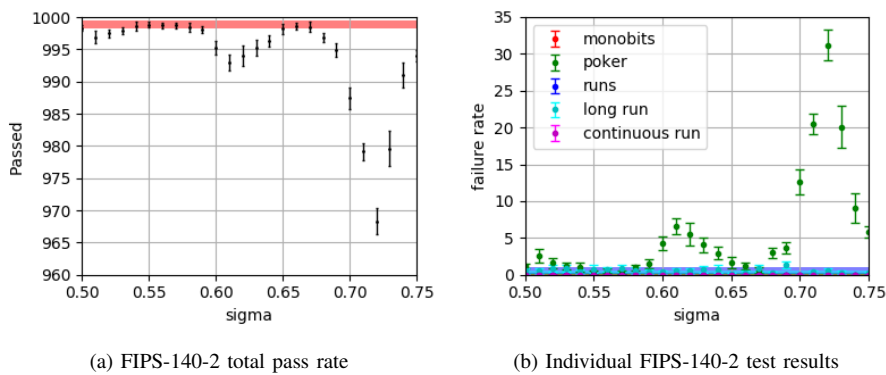 1000
995
990
985
980
975
970
965
960
Passed
0.50 0.55 0.60 0.65 0.70 0.75
sigma
(a) FIPS-140-2 total pass rate
35
30
25
20
15
10
5
0
failure rate
monobits
poker
runs
long run
continuous run
0.50 0.55 0.60 0.65 0.70 0.75
sigma
(b) Individual FIPS-140-2 test results